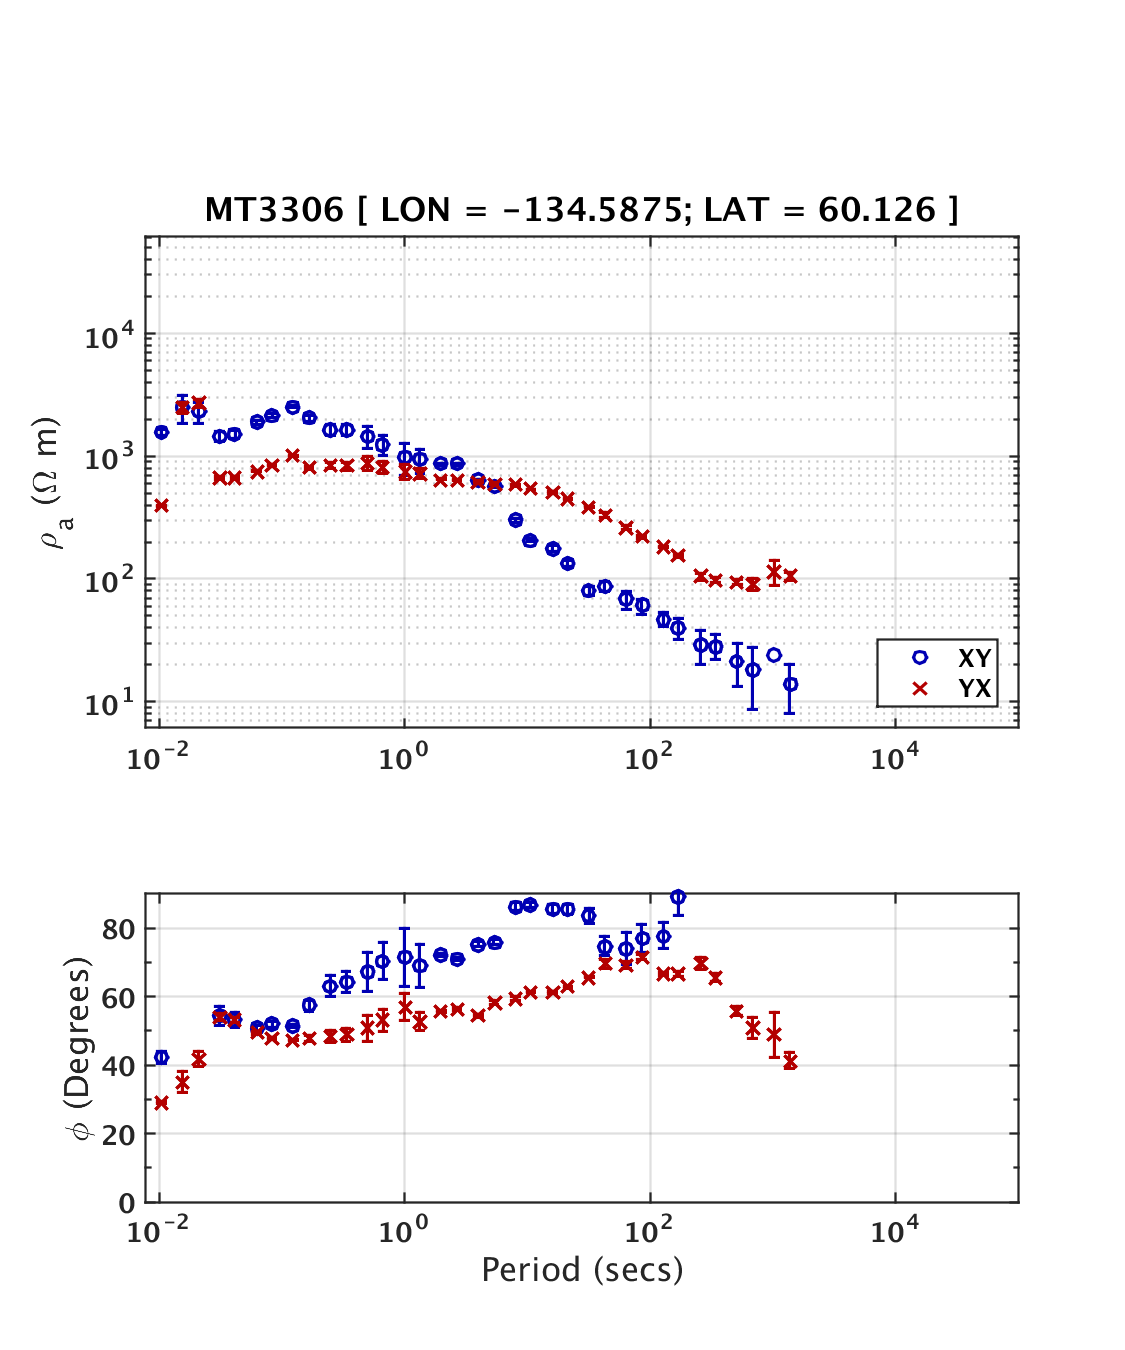 MT3306 [ LON = -134.5875; LAT = 60.126 ]
ρa (Ω m)
10^4
10^3
10^2
10^1
10^-2 10^0 10^2 10^4
XY
YX
ϕ (Degrees)
80
60
40
20
0
10^-2 10^0 10^2 10^4
Period (secs)